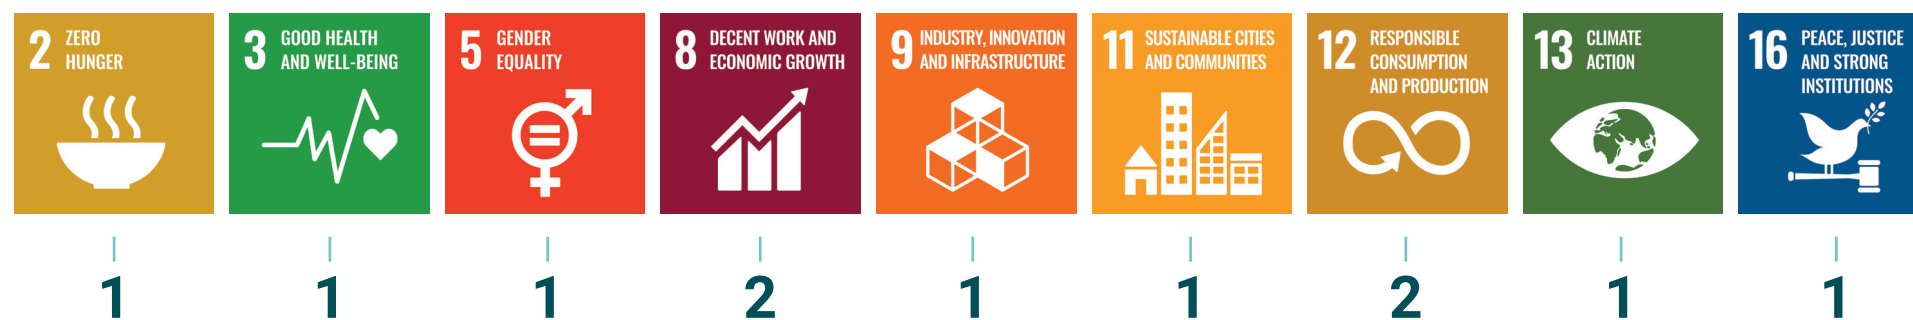 2 ZERO
HUNGER
3 GOOD HEALTH
AND WELL-BEING
5 GENDER
EQUALITY
8 DECENT WORK AND
ECONOMIC GROWTH
9 INDUSTRY, INNOVATION
AND INFRASTRUCTURE
11 SUSTAINABLE CITIES
AND COMMUNITIES
12 RESPONSIBLE
CONSUMPTION
AND PRODUCTION
13 CLIMATE
ACTION
16 PEACE, JUSTICE
AND STRONG
INSTITUTIONS
1 1 1 2 1 1 2 1 1